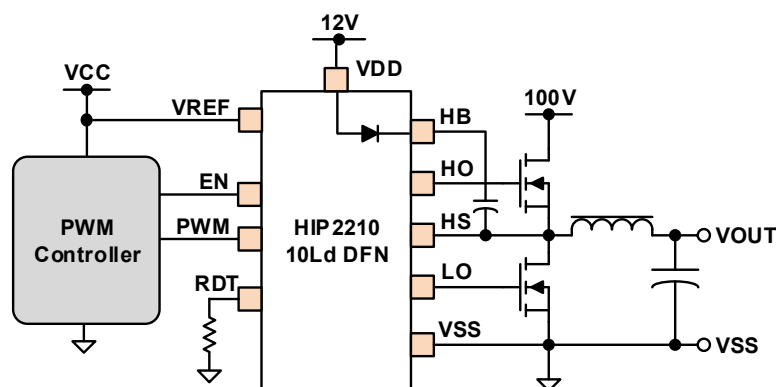 12V
VCC
VDD
VREF
HB
100V
EN
HO
PWM
HS
PWM
Controller
HIP2210
10Ld DFN
VOUT
RDT
LO
VSS
VSS